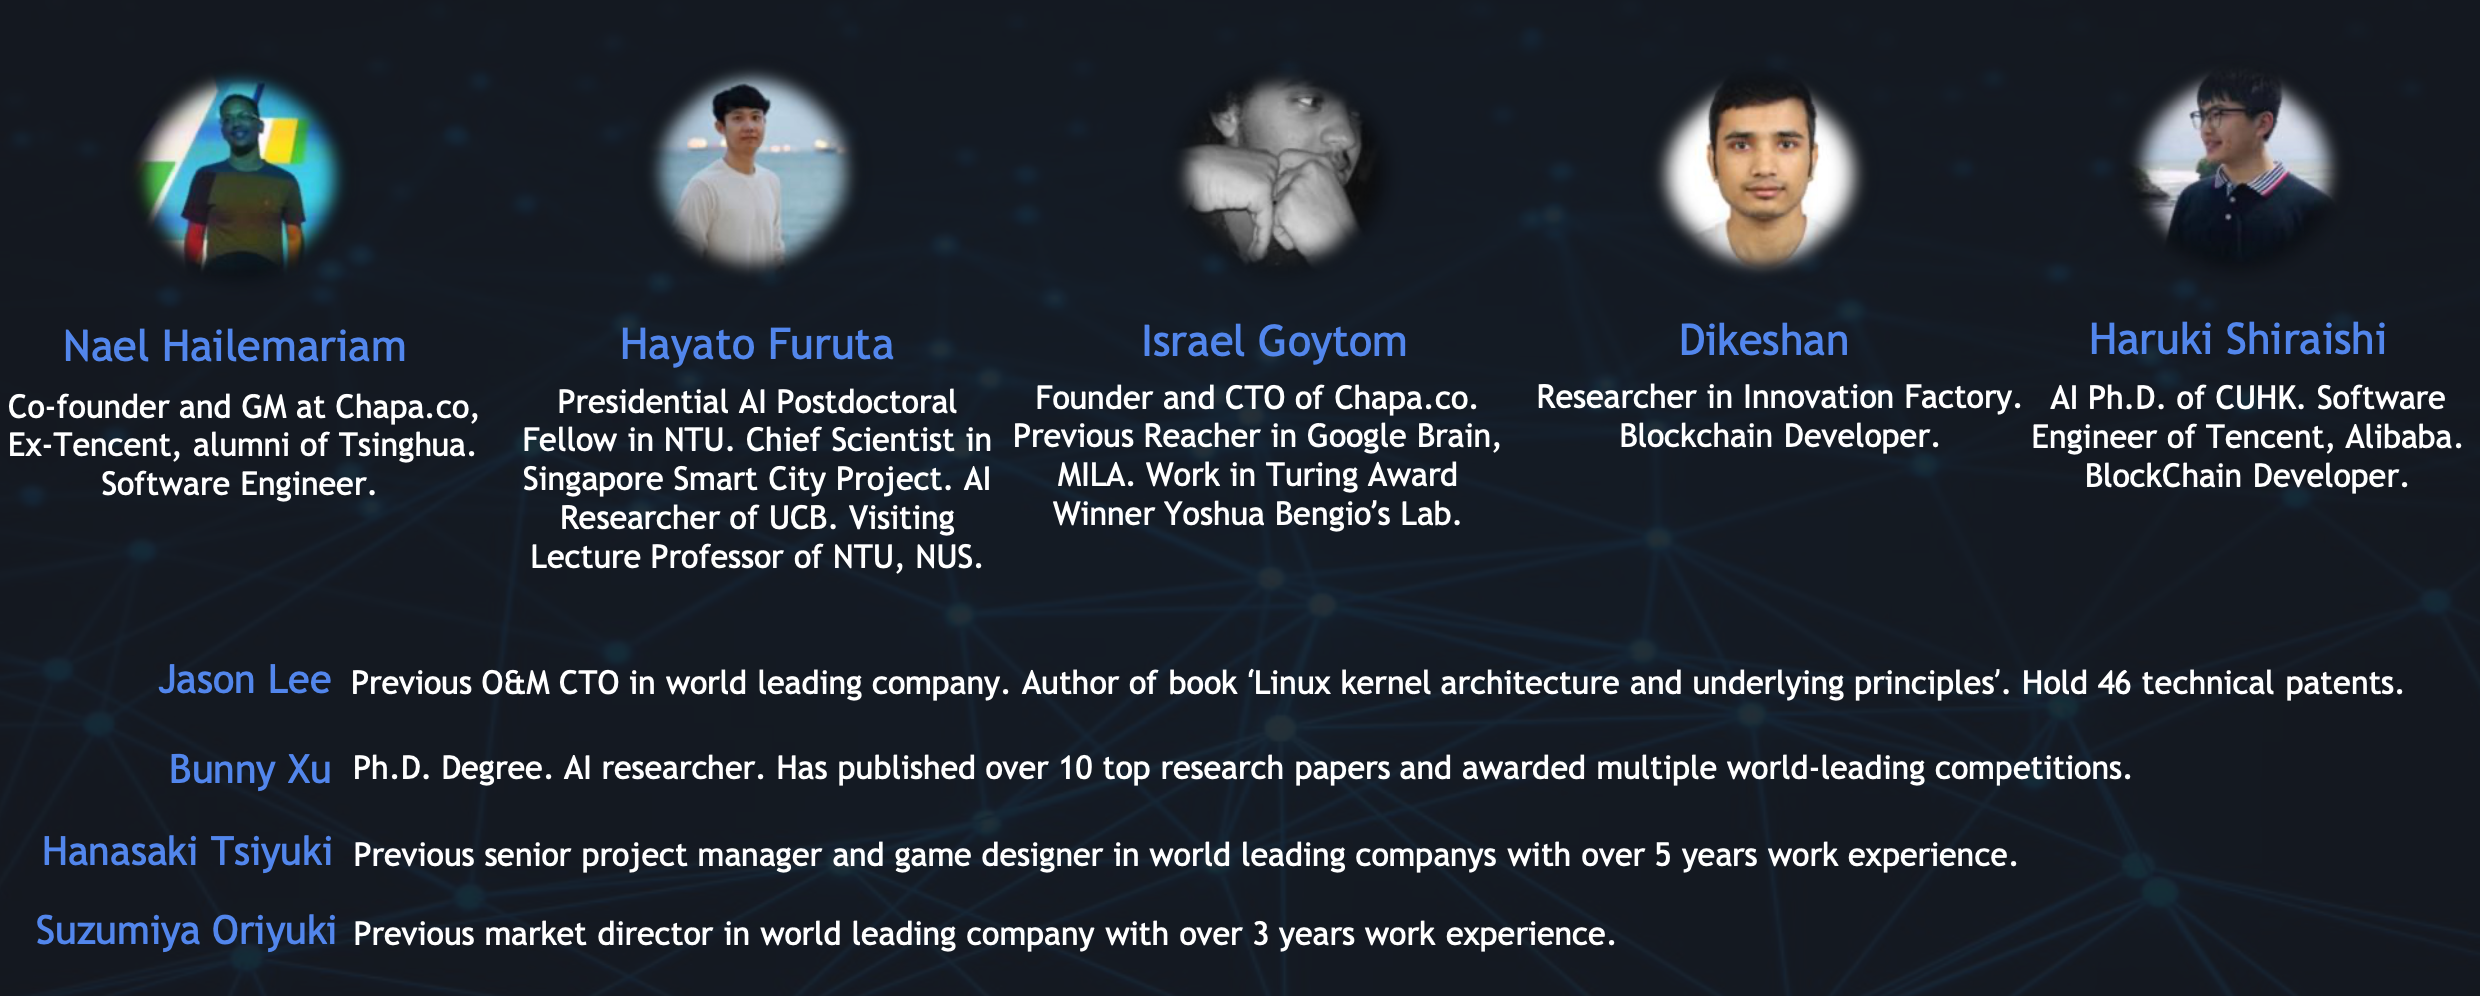 Nael Hailemariam
Co-founder and GM at Chapa.co,
Ex-Tencent, alumni of Tsinghua.
Software Engineer.
Hayato Furuta
Presidential AI Postdoctoral
Fellow in NTU. Chief Scientist in
Singapore Smart City Project. AI
Researcher of UCB. Visiting
Lecture Professor of NTU, NUS.
Israel Goytom
Founder and CTO of Chapa.co.
Previous Reacher in Google Brain,
MILA. Work in Turing Award
Winner Yoshua Bengio’s Lab.
Dikeshan
Researcher in Innovation Factory.
Blockchain Developer.
Haruki Shiraishi
AI Ph.D. of CUHK. Software
Engineer of Tencent, Alibaba.
BlockChain Developer.
Jason Lee Previous O&M CTO in world leading company. Author of book ‘Linux kernel architecture and underlying principles’. Hold 46 technical patents.
Bunny Xu Ph.D. Degree. AI researcher. Has published over 10 top research papers and awarded multiple world-leading competitions.
Hanasaki Tsiyuki Previous senior project manager and game designer in world leading companys with over 5 years work experience.
Suzumiya Oriyuki Previous market director in world leading company with over 3 years work experience.